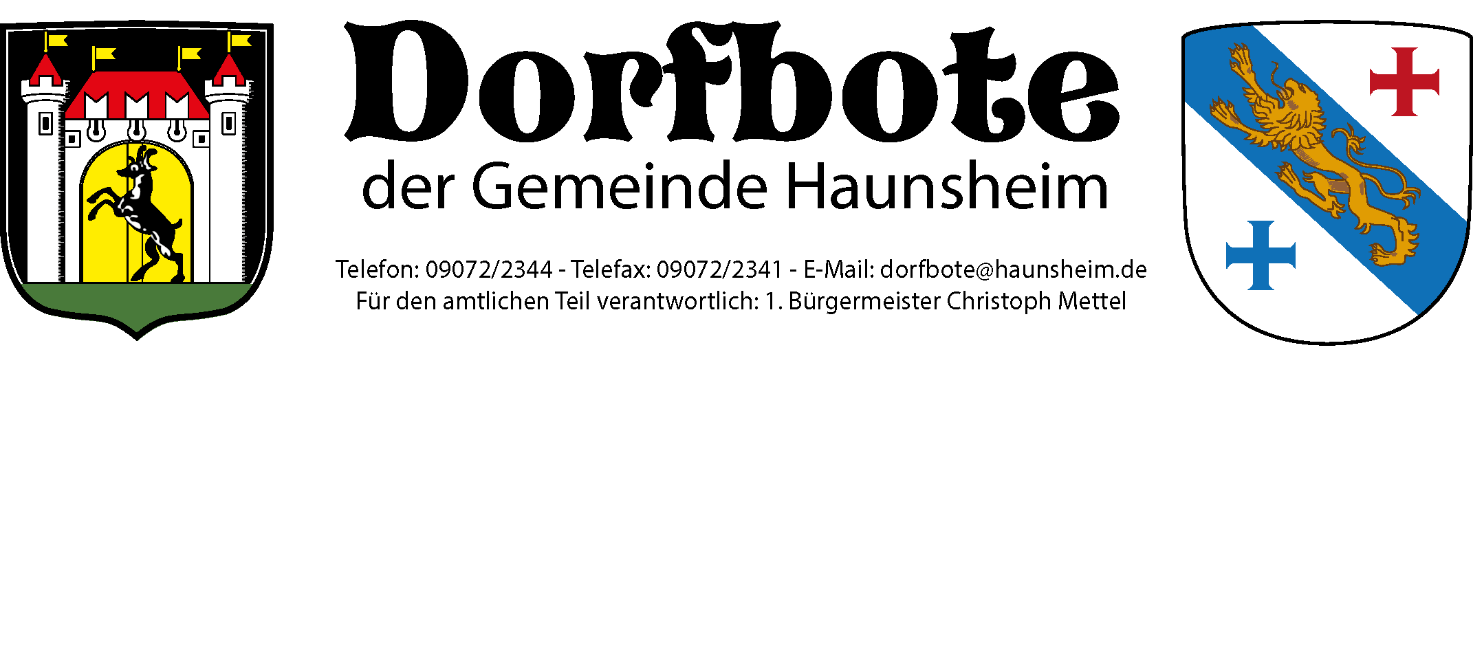 Dorfbote
der Gemeinde Haunsheim
Telefon: 09072/2344 - Telefax: 09072/2341 - E-Mail: dorfbote@haunsheim.de
Für den amtlichen Teil verantwortlich: 1. Bürgermeister Christoph Mettel